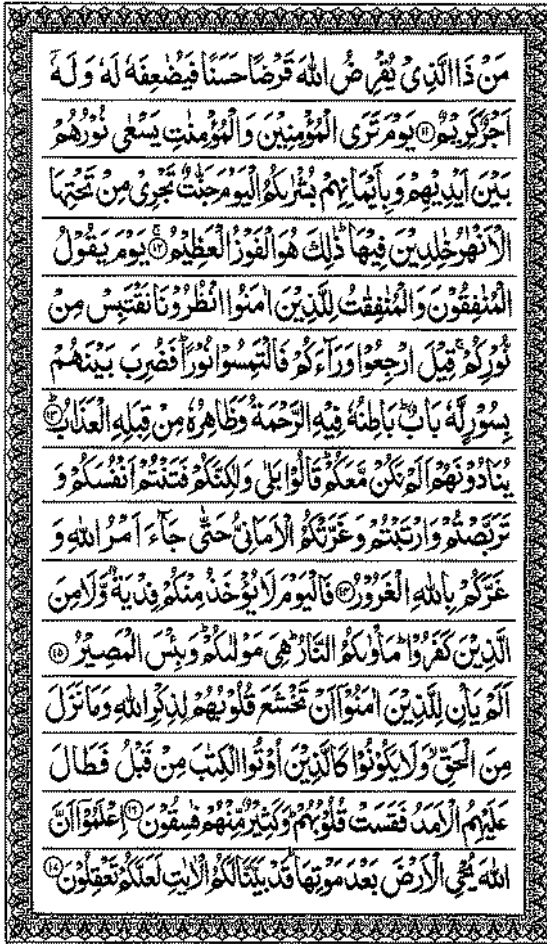 مَنْ ذَا الَّذِیْ یُقْرِضُ اللّٰهَ قَرْضًا حَسَنًا فَیُضٰعِفَهٗ لَهٗ وَ لَهٗۤ
اَجْرٌ كَرِیْمٌ ﴿۱۱﴾ یَوْمَ تَرَی الْمُؤْمِنِیْنَ وَ الْمُؤْمِنٰتِ یَسْعٰی نُوْرُهُمْ
بَیْنَ اَیْدِیْهِمْ وَ بِاَیْمَانِهِمْ بُشْرٰىكُمُ الْیَوْمَ جَنّٰتٌ تَجْرِیْ مِنْ تَحْتِهَا
الْاَنْهٰرُ خٰلِدِیْنَ فِیْهَا ؕ ذٰلِكَ هُوَ الْفَوْزُ الْعَظِیْمُ ﴿۱۲﴾ یَوْمَ یَقُوْلُ
الْمُنٰفِقُوْنَ وَ الْمُنٰفِقٰتُ لِلَّذِیْنَ اٰمَنُوا انْظُرُوْنَا نَقْتَبِسْ مِنْ
نُّوْرِكُمْ ۚ قِیْلَ ارْجِعُوْا وَرَآءَكُمْ فَالْتَمِسُوْا نُوْرًا ؕ فَضُرِبَ بَیْنَهُمْ
بِسُوْرٍ لَّهٗ بَابٌ ؕ بَاطِنُهٗ فِیْهِ الرَّحْمَةُ وَ ظَاهِرُهٗ مِنْ قِبَلِهِ الْعَذَابُ ﴿۱۳﴾ؕ
یُنَادُوْنَهُمْ اَلَمْ نَكُنْ مَّعَكُمْ ؕ قَالُوْا بَلٰی وَ لٰكِنَّكُمْ فَتَنْتُمْ اَنْفُسَكُمْ وَ
تَرَبَّصْتُمْ وَ ارْتَبْتُمْ وَ غَرَّتْكُمُ الْاَمَانِیُّ حَتّٰی جَآءَ اَمْرُ اللّٰهِ وَ
غَرَّكُمْ بِاللّٰهِ الْغَرُوْرُ ﴿۱۴﴾ فَالْیَوْمَ لَا یُؤْخَذُ مِنْكُمْ فِدْیَةٌ وَّ لَا مِنَ
الَّذِیْنَ كَفَرُوْا ؕ مَاْوٰىكُمُ النَّارُ ؕ هِیَ مَوْلٰىكُمْ ؕ وَ بِئْسَ الْمَصِیْرُ ﴿۱۵﴾
اَلَمْ یَاْنِ لِلَّذِیْنَ اٰمَنُوْۤا اَنْ تَخْشَعَ قُلُوْبُهُمْ لِذِكْرِ اللّٰهِ وَ مَا نَزَلَ
مِنَ الْحَقِّ ۙ وَ لَا یَكُوْنُوْا كَالَّذِیْنَ اُوْتُوا الْكِتٰبَ مِنْ قَبْلُ فَطَالَ
عَلَیْهِمُ الْاَمَدُ فَقَسَتْ قُلُوْبُهُمْ ؕ وَ كَثِیْرٌ مِّنْهُمْ فٰسِقُوْنَ ﴿۱۶﴾ اِعْلَمُوْۤا اَنَّ
اللّٰهَ یُحْیِ الْاَرْضَ بَعْدَ مَوْتِهَا ؕ قَدْ بَیَّنَّا لَكُمُ الْاٰیٰتِ لَعَلَّكُمْ تَعْقِلُوْنَ ﴿۱۷﴾